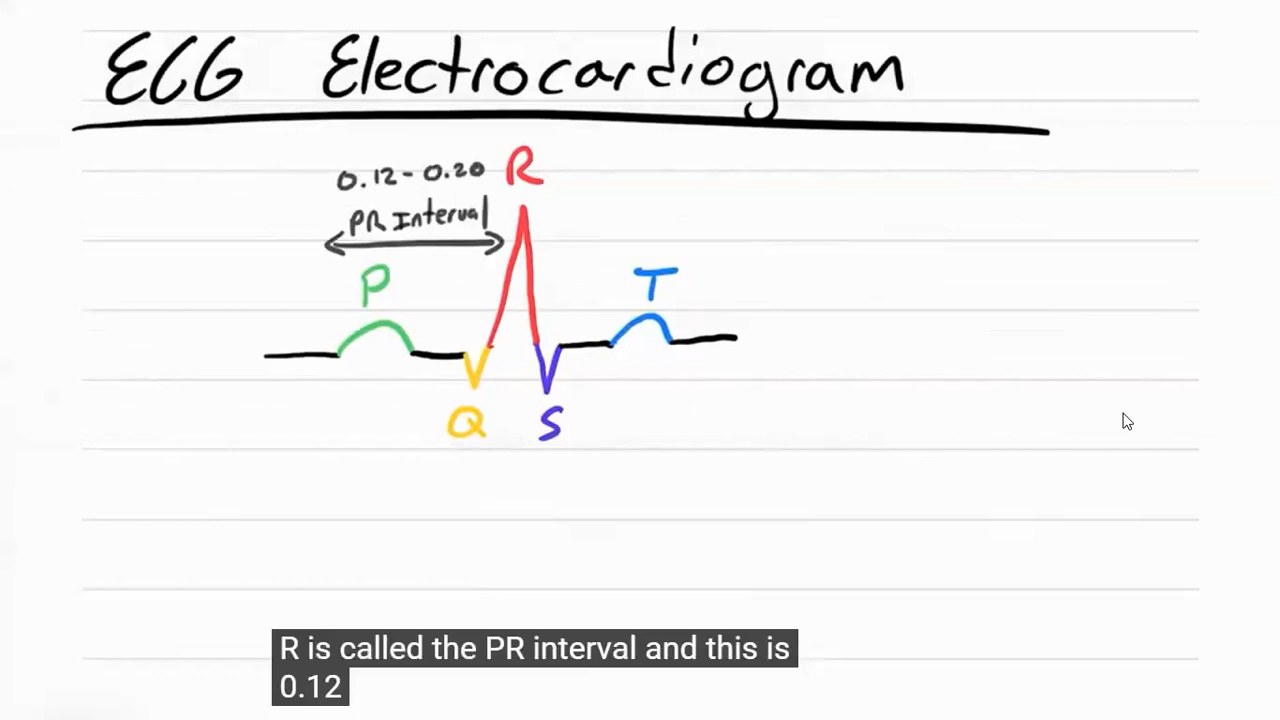 ECG Electrocardiogram
0.12-0.20 R
PR Interval
P
T
Q S
R is called the PR interval and this is
0.12